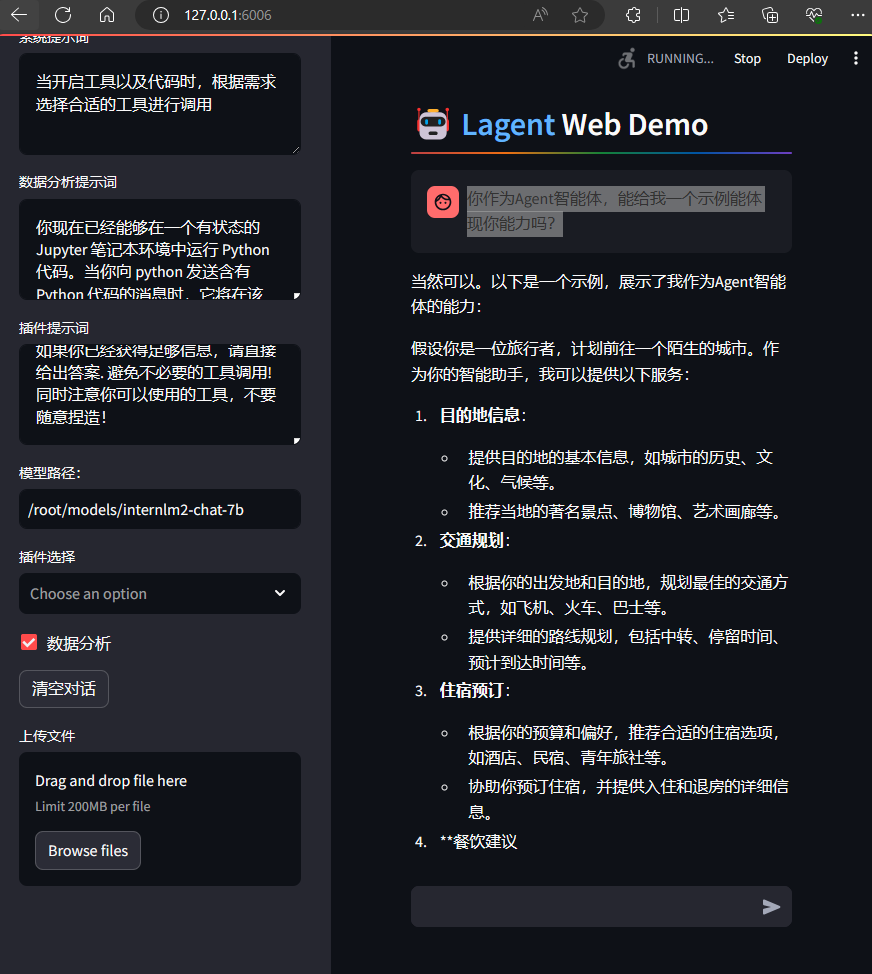 127.0.0.1:6006
系统提示词
当开启工具以及代码时，根据需求
选择合适的工具进行调用
数据分析提示词
你现在已经能够在一个有状态的
Jupyter 笔记本环境中运行 Python
代码。当你向 python 发送含有
Python 代码的消息时，它将在该
插件提示词
如果你已经获得足够信息，请直接
给出答案. 避免不必要的工具调用!
同时注意你可以使用的工具，不要
随意捏造！
模型路径：
/root/models/internlm2-chat-7b
插件选择
Choose an option
数据分析
清空对话
上传文件
Drag and drop file here
Limit 200MB per file
Browse files
RUNNING...
Stop
Deploy
Lagent Web Demo
你作为Agent智能体，能给我一个示例能体
现你能力吗？
当然可以。以下是一个示例，展示了我作为Agent智能
体的能力：
假设你是一位旅行者，计划前往一个陌生的城市。作
为你的智能助手，我可以提供以下服务：
1. 目的地信息：
提供目的地的基本信息，如城市的历史、文
化、气候等。
推荐当地的著名景点、博物馆、艺术画廊等。
2. 交通规划：
根据你的出发地和目的地，规划最佳的交通方
式，如飞机、火车、巴士等。
提供详细的路线规划，包括中转、停留时间、
预计到达时间等。
3. 住宿预订：
根据你的预算和偏好，推荐合适的住宿选项，
如酒店、民宿、青年旅社等。
协助你预订住宿，并提供入住和退房的详细信
息。
4. **餐饮建议